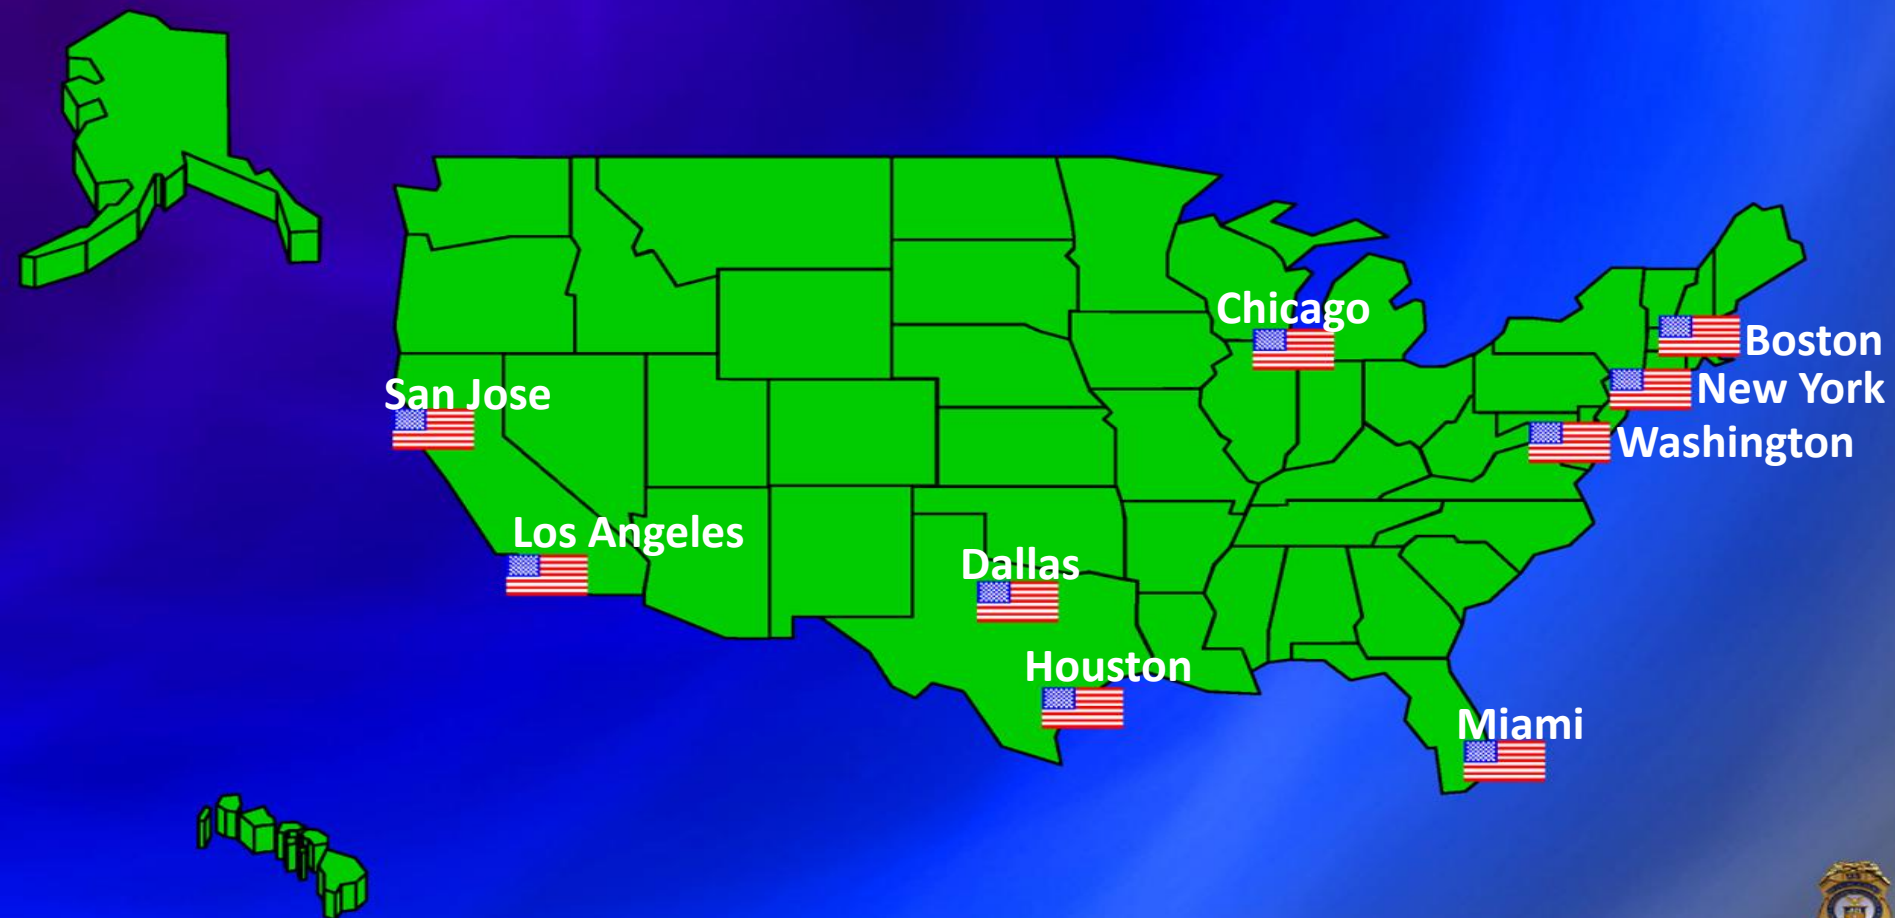 Chicago
Boston
San Jose
New York
Washington
Los Angeles
Dallas
Houston
Miami